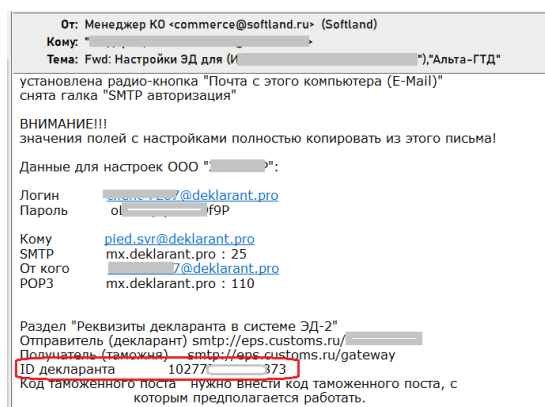 От: Менеджер КО <commerce@softland.ru> (Softland)
Кому: "
Тема: Fwd: Настройки ЭД для (И "),"Альта-ГТД"
установлена радио-кнопка "Почта с этого компьютера (E-Mail)"
снята галка "SMTP авторизация"
ВНИМАНИЕ!!!
значения полей с настройками полностью копировать из этого письма!
Данные для настроек ООО " ":
Логин @deklarant.pro
Пароль f9P
Кому pied.svr@deklarant.pro
SMTP mx.deklarant.pro : 25
От кого 7@deklarant.pro
POP3 mx.deklarant.pro : 110
Раздел "Реквизиты декларанта в системе ЭД-2"
Отправитель (декларант) smtp://eps.customs.ru/
Получатель (таможня) smtp://eps.customs.ru/gateway
ID декларанта 10277 373
Код таможенного поста нужно внести код таможенного поста, с
которым предполагается работать.